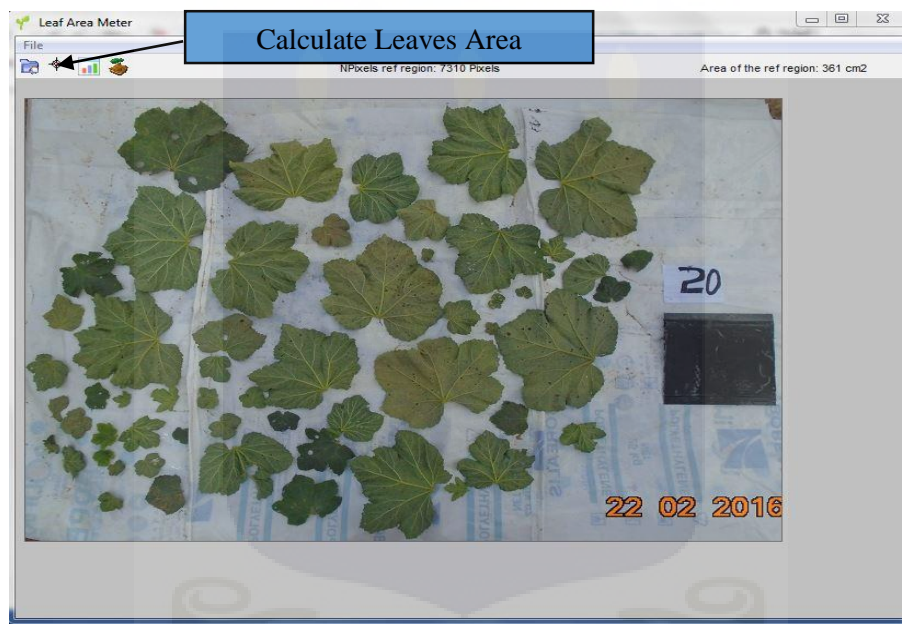 Leaf Area Meter
Calculate Leaves Area
File
NPixels ref region: 7310 Pixels
Area of the ref region: 361 cm2
20
22 02 2016